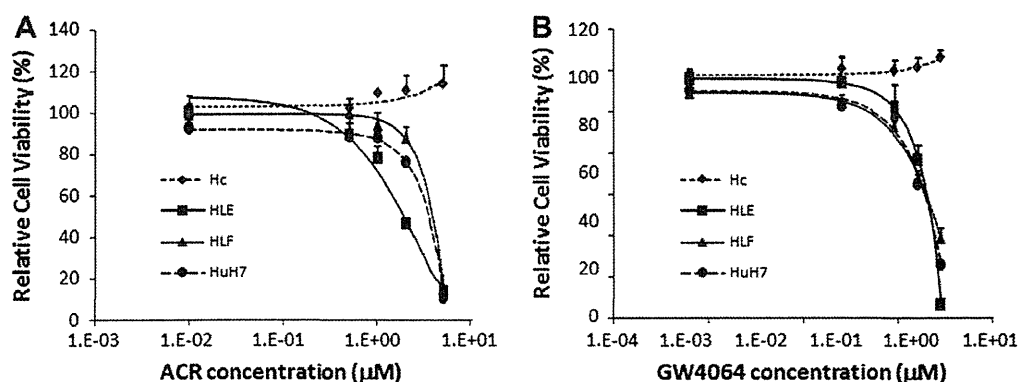 A
Relative Cell Viability (%)
140
120
100
80
60
40
20
0
Hc
HLE
HLF
HuH7
1.E-03
1.E-02
1.E-01
1.E+00
1.E+01
ACR concentration (µM)
B
Relative Cell Viability (%)
120
100
80
60
40
20
0
Hc
HLE
HLF
HuH7
1.E-04
1.E-03
1.E-02
1.E-01
1.E+00
1.E+01
GW4064 concentration (µM)